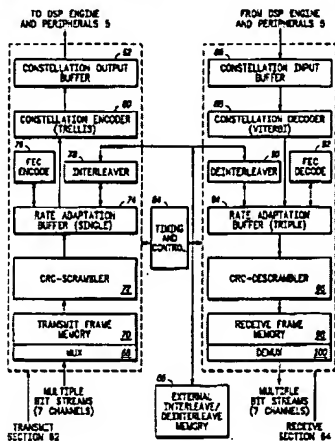 TO DSP ENGINE
AND PERIPHERALS 5
CONSTELLATION OUTPUT
BUFFER
CONSTELLATION ENCODER
(TRELLIS)
FEC
ENCODE
INTERLEAVER
RATE ADAPTATION
BUFFER (SINGLE)
CRC-SCRAMBLER
TRANSMIT FRAME
MEMORY
MUX
MULTIPLE
BIT STREAMS
(7 CHANNELS)
TRANSMIT
SECTION 62
TIMING
AND
CONTROL
EXTERNAL
INTERLEAVE/
DEINTERLEAVE
MEMORY
FROM DSP ENGINE
AND PERIPHERALS 5
CONSTELLATION INPUT
BUFFER
CONSTELLATION DECODER
(VITERBI)
DEINTERLEAVER
FEC
DECODE
RATE ADAPTATION
BUFFER (TRIPLE)
CRC-DESCRAMBLER
RECEIVE FRAME
MEMORY
DEMUX 100
MULTIPLE
BIT STREAMS
(7 CHANNELS)
RECEIVE
SECTION 64